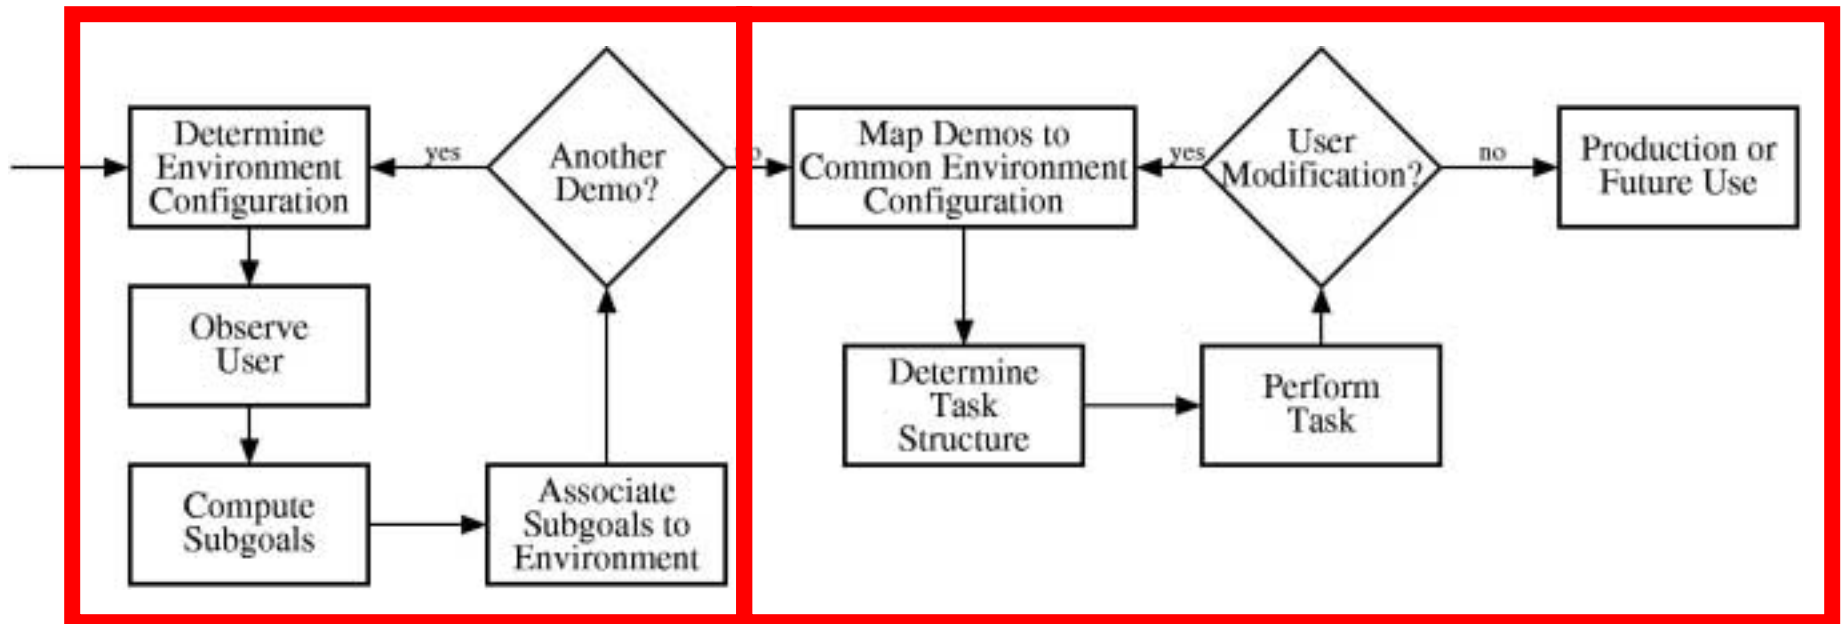 Determine
Environment
Configuration
yes
Another
Demo?
Observe
User
Compute
Subgoals
Associate
Subgoals to
Environment
Map Demos to
Common Environment
Configuration
yes
User
Modification?
no
Production or
Future Use
Determine
Task
Structure
Perform
Task